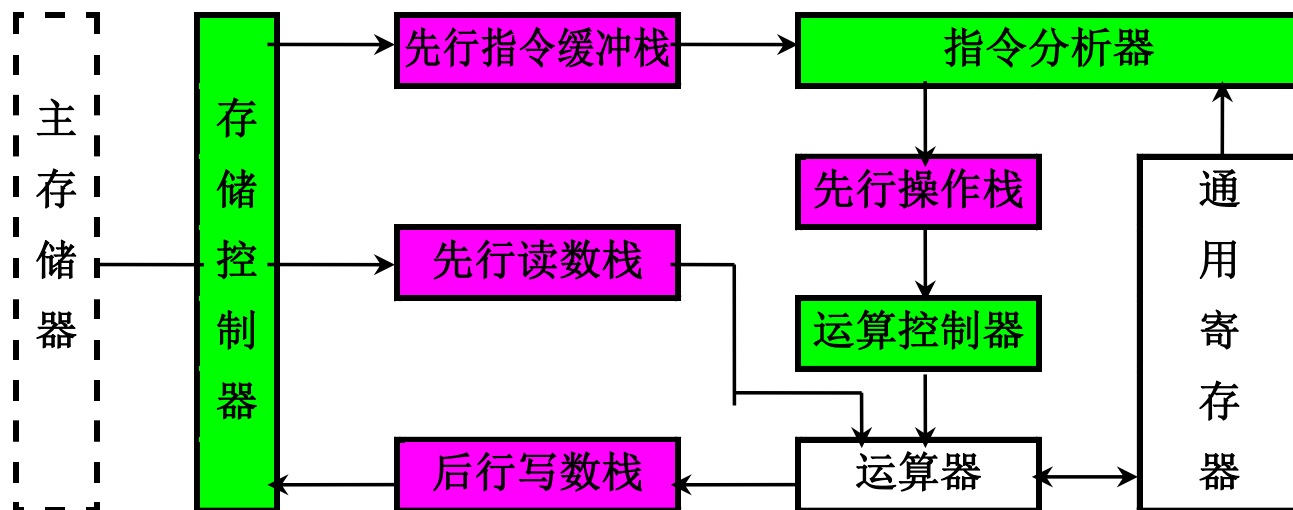 主存储器
存储控制器
先行指令缓冲栈
指令分析器
先行操作栈
通用寄存器
先行读数栈
运算控制器
后行写数栈
运算器